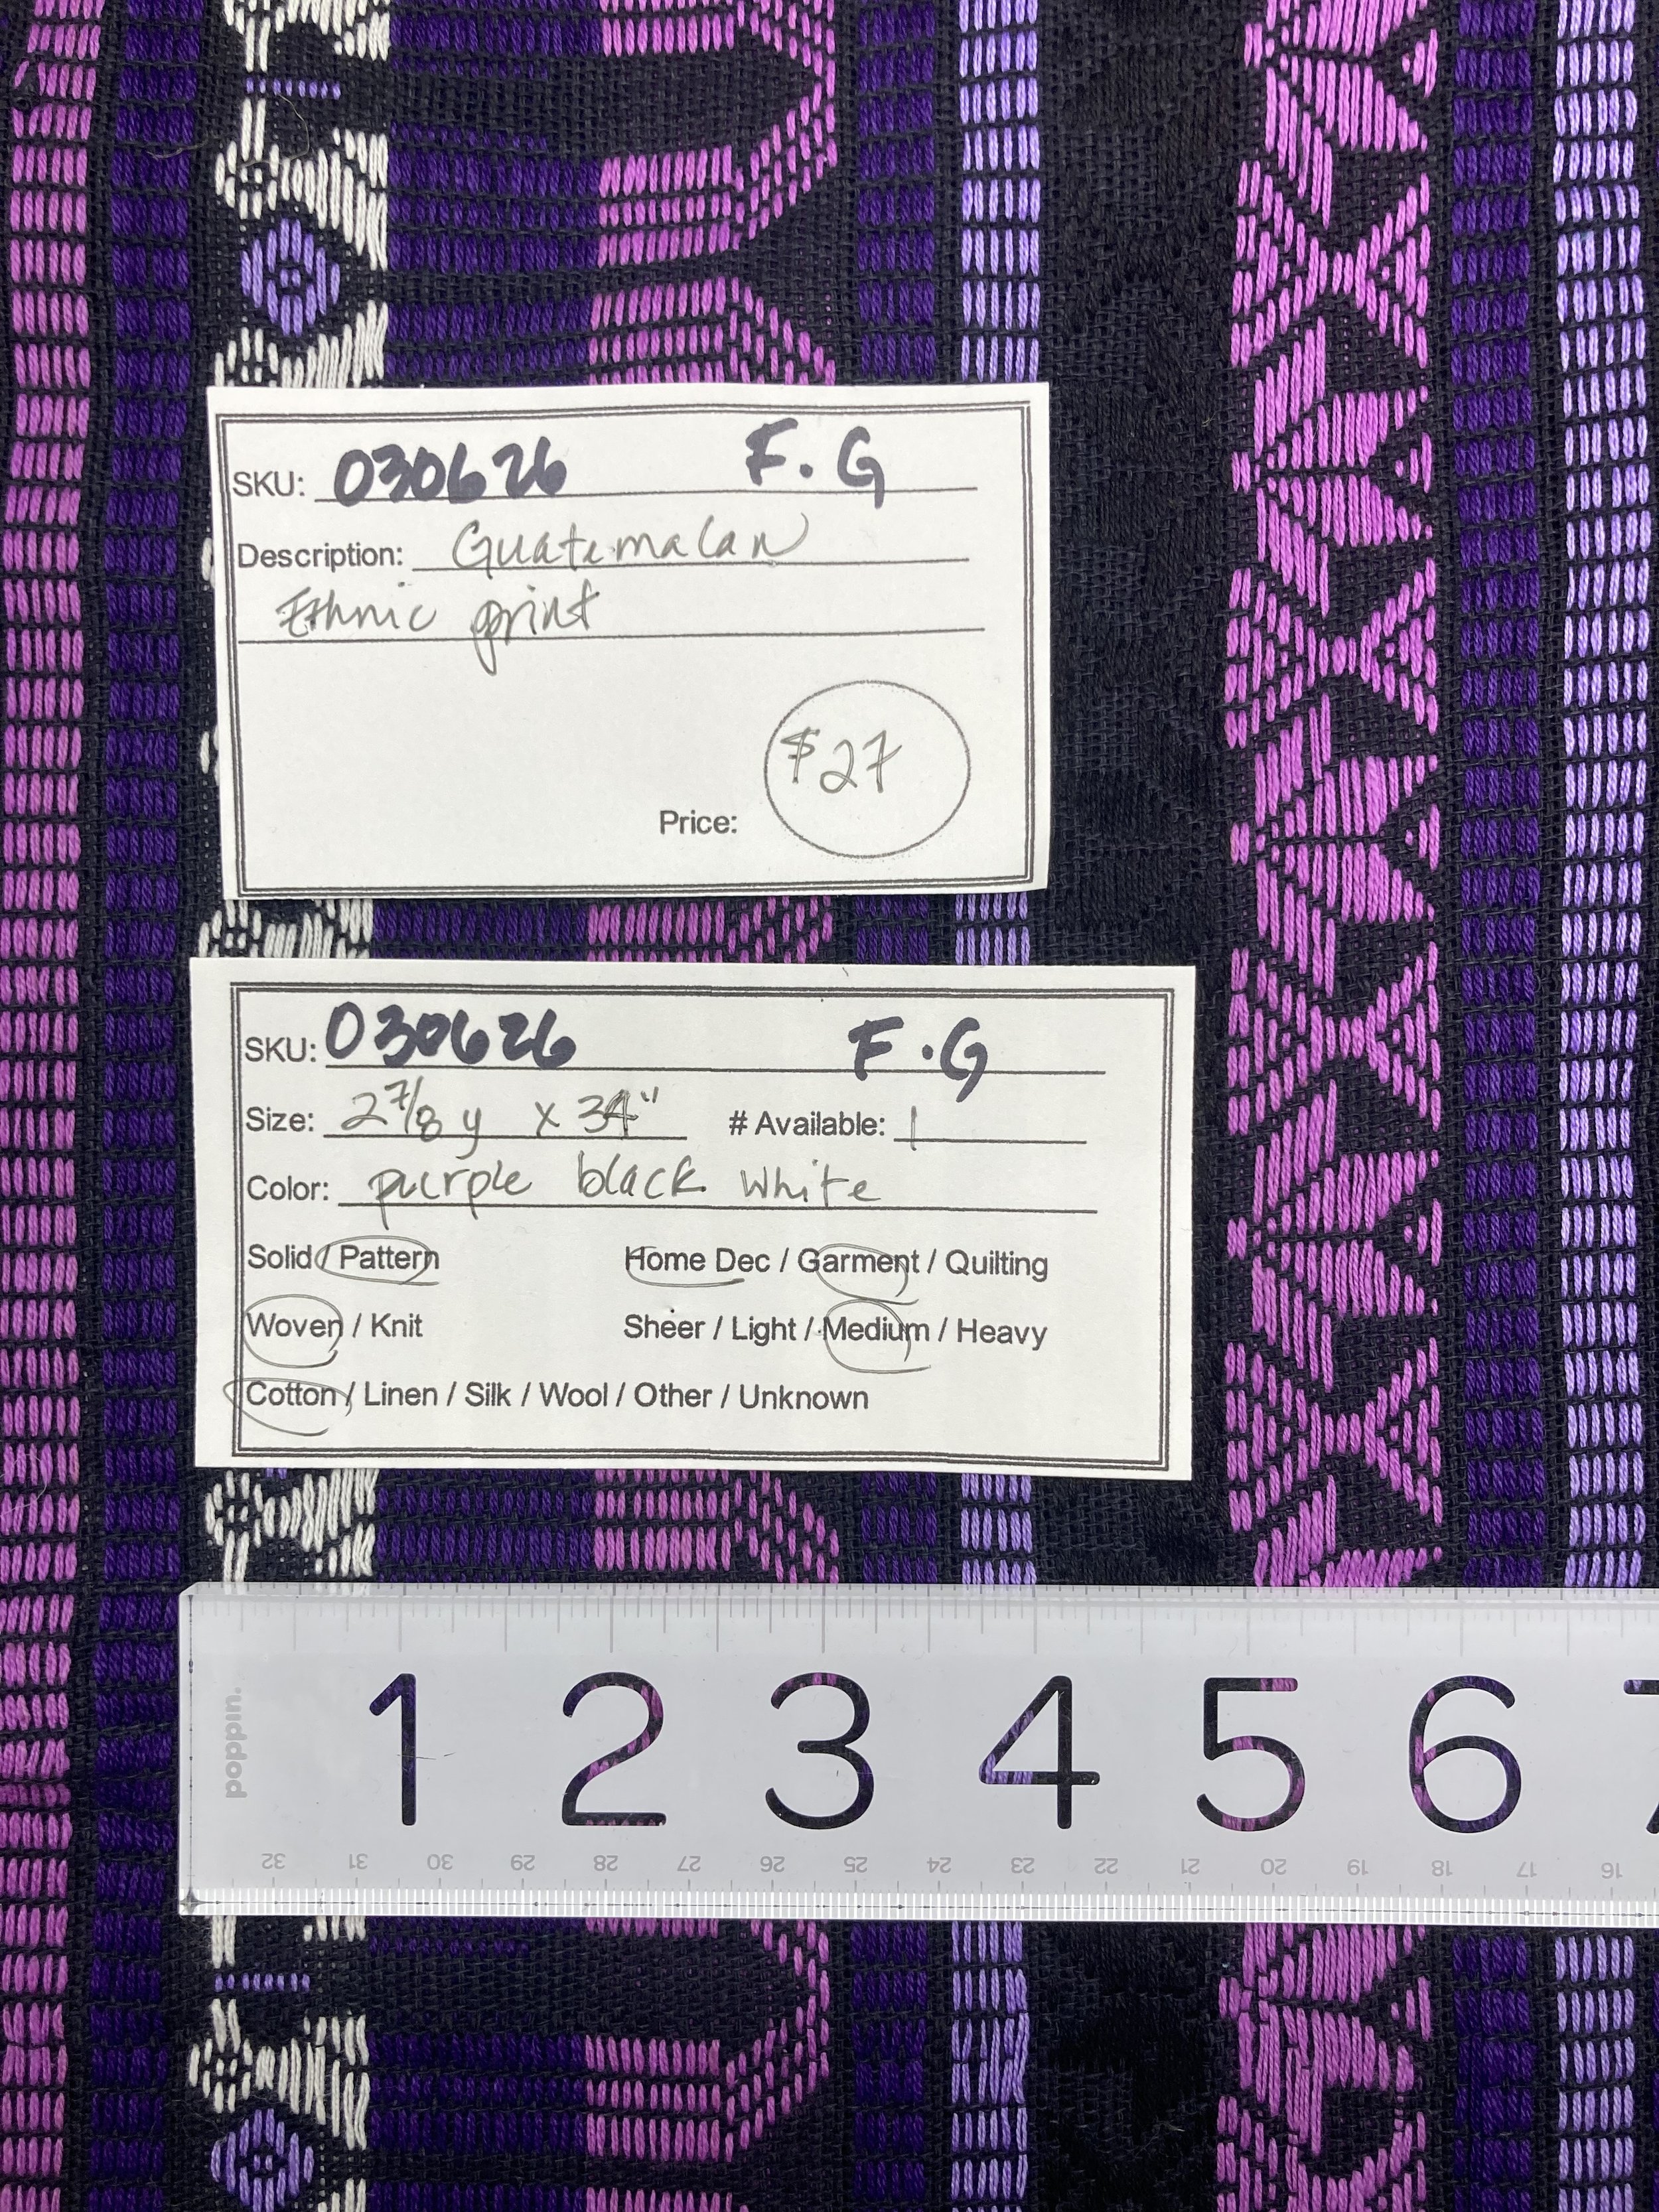 SKU: 030626 F.G
Description: Guatemalan
Ethnic print
$27
Price:
SKU: 030626 F.G
Size: 2 7/8 y x 34" # Available: 1
Color: purple black white
Solid / Pattern Home Dec / Garment / Quilting
Woven / Knit Sheer / Light / Medium / Heavy
Cotton / Linen / Silk / Wool / Other / Unknown
poppin.
1 2 3 4 5 6 7
32 31 30 29 28 27 26 25 24 23 22 21 20 19 18 17 16